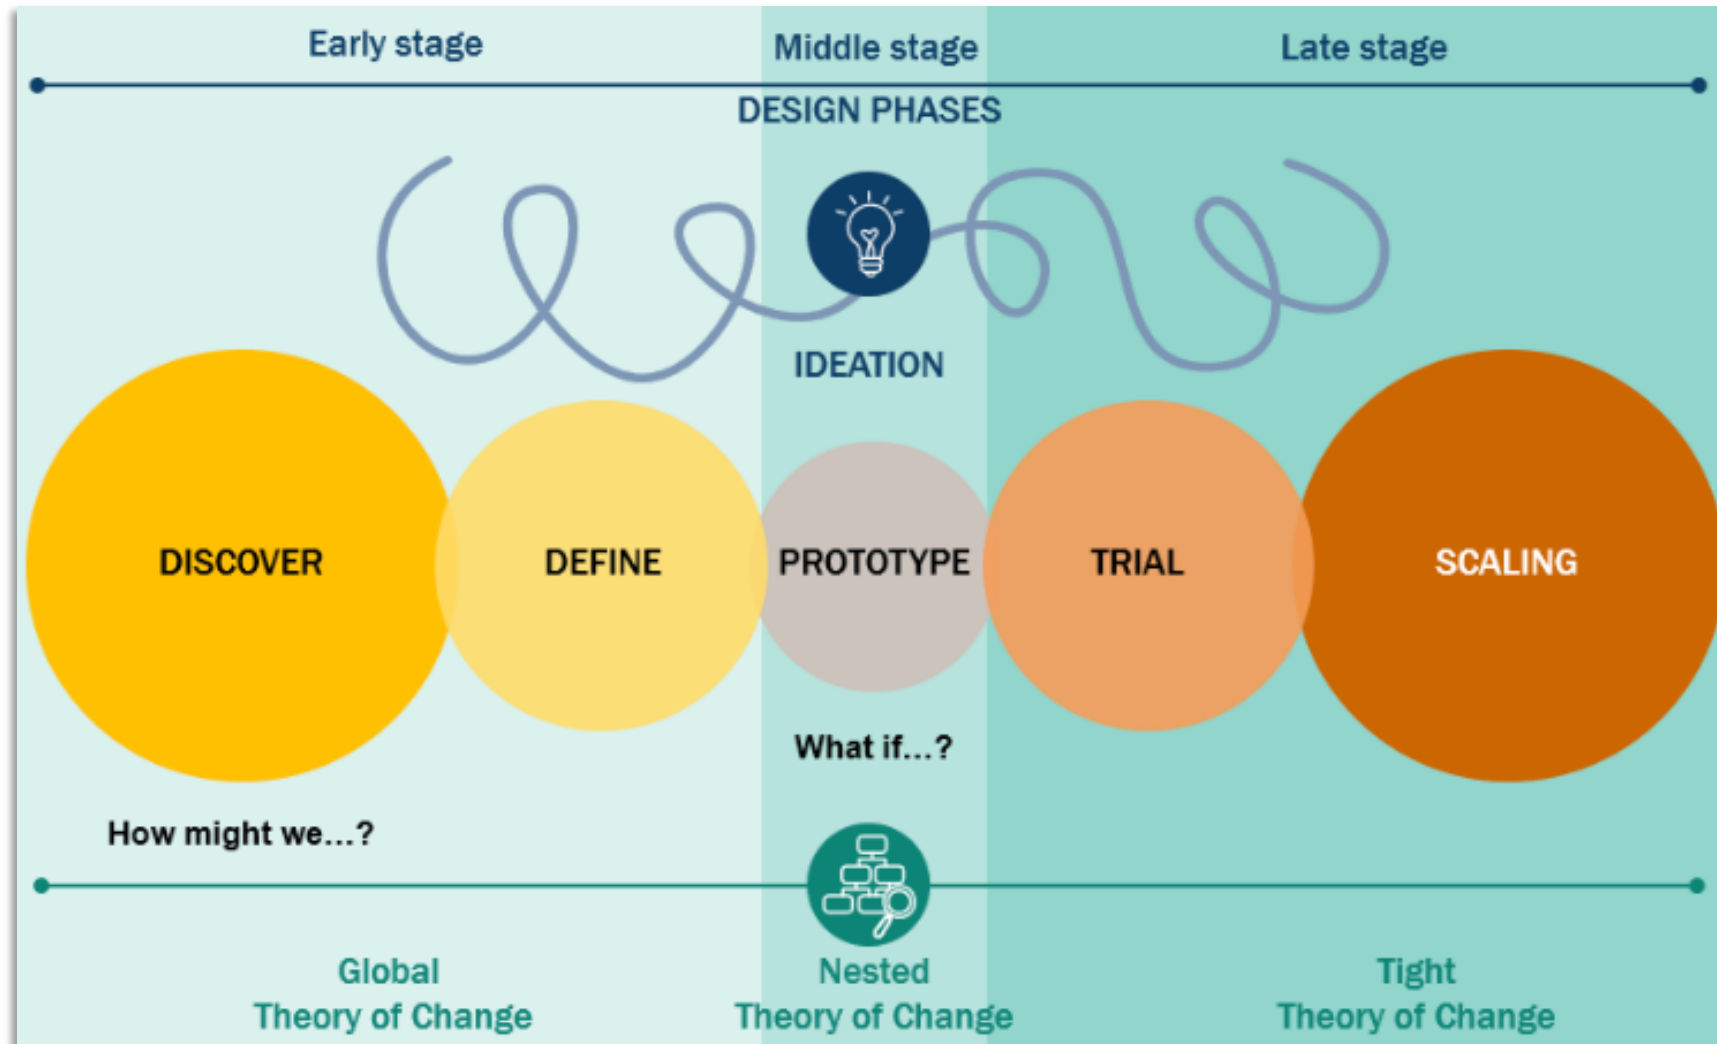 Early stage
Middle stage
Late stage
DESIGN PHASES
IDEATION
DISCOVER
DEFINE
PROTOTYPE
TRIAL
SCALING
What if...?
How might we...?
Global
Theory of Change
Nested
Theory of Change
Tight
Theory of Change